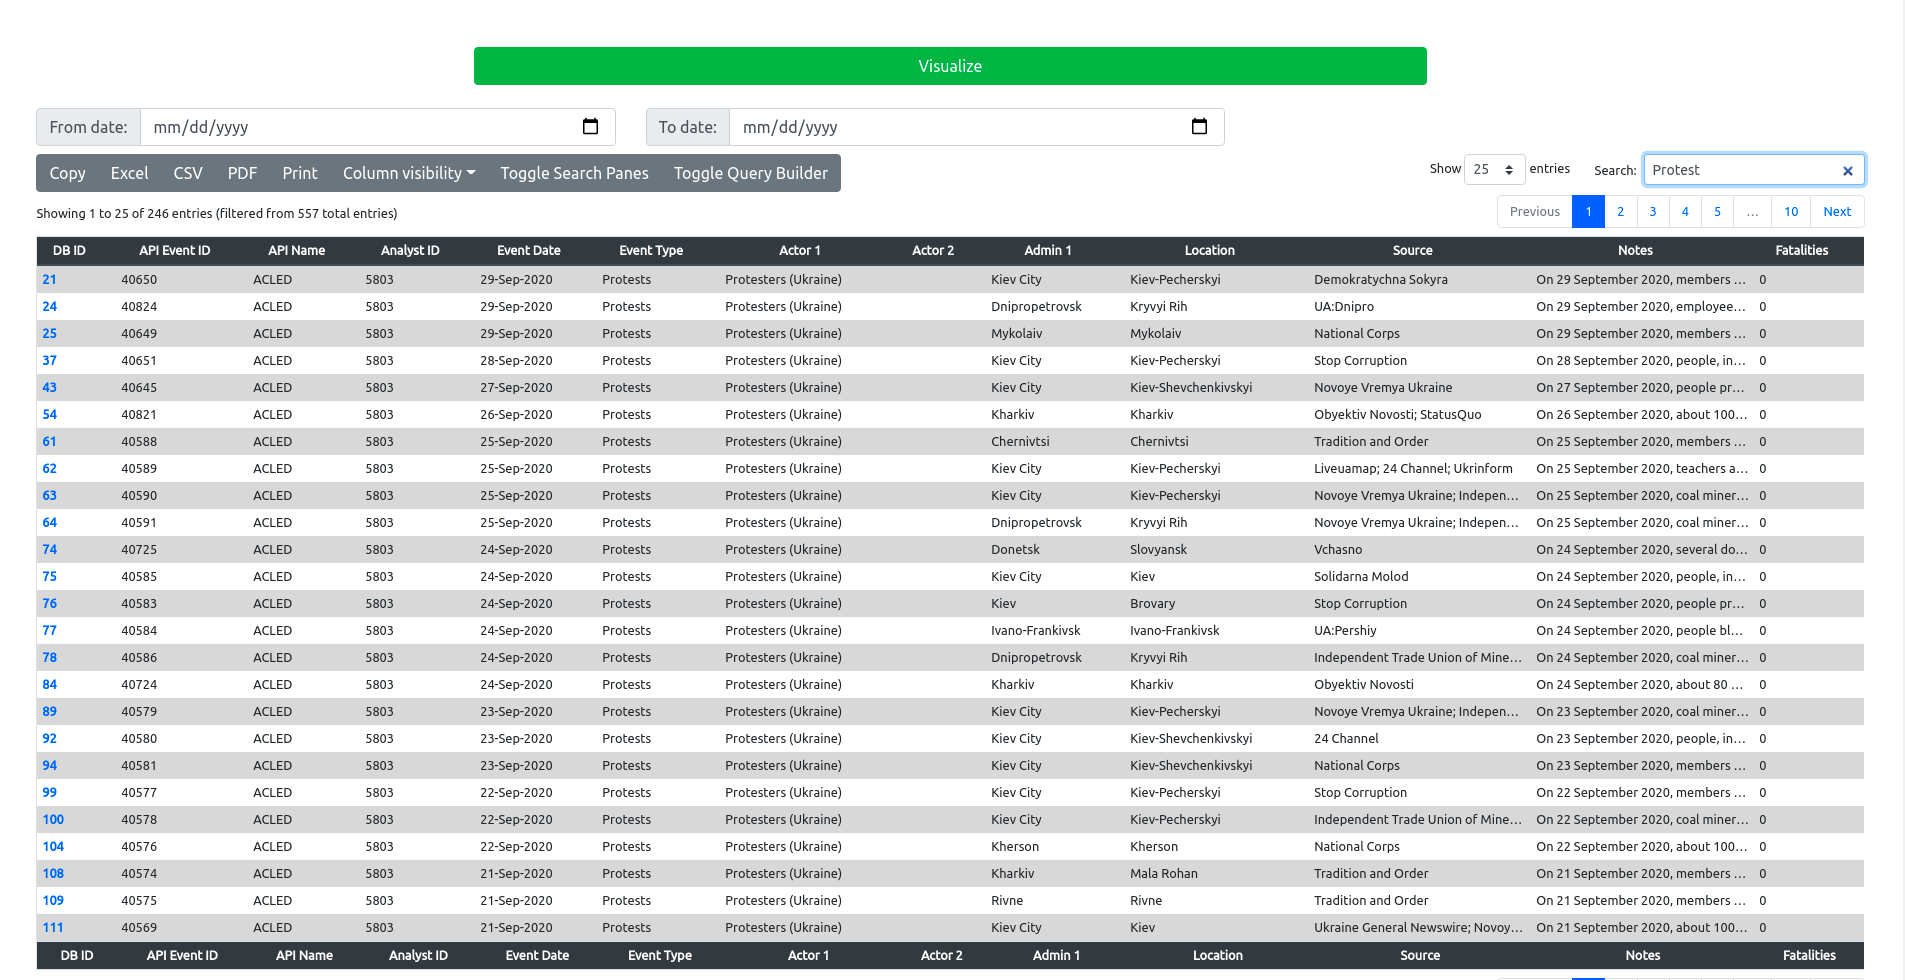 Visualize
From date: mm/dd/yyyy To date: mm/dd/yyyy
Copy Excel CSV PDF Print Column visibility Toggle Search Panes Toggle Query Builder Show 25 entries Search: Protest
Showing 1 to 25 of 246 entries (filtered from 557 total entries) Previous 1 2 3 4 5 … 10 Next
DB ID API Event ID API Name Analyst ID Event Date Event Type Actor 1 Actor 2 Admin 1 Location Source Notes Fatalities
21 40650 ACLED 5803 29-Sep-2020 Protests Protesters (Ukraine) Kiev City Kiev-Pecherskyi Demokratychna Sokyra On 29 September 2020, members … 0
24 40824 ACLED 5803 29-Sep-2020 Protests Protesters (Ukraine) Dnipropetrovsk Kryvyi Rih UA:Dnipro On 29 September 2020, employee… 0
25 40649 ACLED 5803 29-Sep-2020 Protests Protesters (Ukraine) Mykolaiv Mykolaiv National Corps On 29 September 2020, members … 0
37 40651 ACLED 5803 28-Sep-2020 Protests Protesters (Ukraine) Kiev City Kiev-Pecherskyi Stop Corruption On 28 September 2020, people, in… 0
43 40645 ACLED 5803 27-Sep-2020 Protests Protesters (Ukraine) Kiev City Kiev-Shevchenkivskyi Novoye Vremya Ukraine On 27 September 2020, people pr… 0
54 40821 ACLED 5803 26-Sep-2020 Protests Protesters (Ukraine) Kharkiv Kharkiv Obyektiv Novosti; StatusQuo On 26 September 2020, about 100… 0
61 40588 ACLED 5803 25-Sep-2020 Protests Protesters (Ukraine) Chernivtsi Chernivtsi Tradition and Order On 25 September 2020, members … 0
62 40589 ACLED 5803 25-Sep-2020 Protests Protesters (Ukraine) Kiev City Kiev-Pecherskyi Liveuamap; 24 Channel; Ukrinform On 25 September 2020, teachers a… 0
63 40590 ACLED 5803 25-Sep-2020 Protests Protesters (Ukraine) Kiev City Kiev-Pecherskyi Novoye Vremya Ukraine; Indepen… On 25 September 2020, coal miner… 0
64 40591 ACLED 5803 25-Sep-2020 Protests Protesters (Ukraine) Dnipropetrovsk Kryvyi Rih Novoye Vremya Ukraine; Indepen… On 25 September 2020, coal miner… 0
74 40725 ACLED 5803 24-Sep-2020 Protests Protesters (Ukraine) Donetsk Slovyansk Vchasno On 24 September 2020, several do… 0
75 40585 ACLED 5803 24-Sep-2020 Protests Protesters (Ukraine) Kiev City Kiev Solidarna Molod On 24 September 2020, people, in… 0
76 40583 ACLED 5803 24-Sep-2020 Protests Protesters (Ukraine) Kiev Brovary Stop Corruption On 24 September 2020, people pr… 0
77 40584 ACLED 5803 24-Sep-2020 Protests Protesters (Ukraine) Ivano-Frankivsk Ivano-Frankivsk UA:Pershiy On 24 September 2020, people bl… 0
78 40586 ACLED 5803 24-Sep-2020 Protests Protesters (Ukraine) Dnipropetrovsk Kryvyi Rih Independent Trade Union of Mine… On 24 September 2020, coal miner… 0
84 40724 ACLED 5803 24-Sep-2020 Protests Protesters (Ukraine) Kharkiv Kharkiv Obyektiv Novosti On 24 September 2020, about 80 … 0
89 40579 ACLED 5803 23-Sep-2020 Protests Protesters (Ukraine) Kiev City Kiev-Pecherskyi Novoye Vremya Ukraine; Indepen… On 23 September 2020, coal miner… 0
92 40580 ACLED 5803 23-Sep-2020 Protests Protesters (Ukraine) Kiev City Kiev-Shevchenkivskyi 24 Channel On 23 September 2020, people, in… 0
94 40581 ACLED 5803 23-Sep-2020 Protests Protesters (Ukraine) Kiev City Kiev-Shevchenkivskyi National Corps On 23 September 2020, members … 0
99 40577 ACLED 5803 22-Sep-2020 Protests Protesters (Ukraine) Kiev City Kiev-Pecherskyi Stop Corruption On 22 September 2020, members … 0
100 40578 ACLED 5803 22-Sep-2020 Protests Protesters (Ukraine) Kiev City Kiev-Pecherskyi Independent Trade Union of Mine… On 22 September 2020, coal miner… 0
104 40576 ACLED 5803 22-Sep-2020 Protests Protesters (Ukraine) Kherson Kherson National Corps On 22 September 2020, about 100… 0
108 40574 ACLED 5803 21-Sep-2020 Protests Protesters (Ukraine) Kharkiv Mala Rohan Tradition and Order On 21 September 2020, members … 0
109 40575 ACLED 5803 21-Sep-2020 Protests Protesters (Ukraine) Rivne Rivne Tradition and Order On 21 September 2020, members … 0
111 40569 ACLED 5803 21-Sep-2020 Protests Protesters (Ukraine) Kiev City Kiev Ukraine General Newswire; Novoy… On 21 September 2020, about 100… 0
DB ID API Event ID API Name Analyst ID Event Date Event Type Actor 1 Actor 2 Admin 1 Location Source Notes Fatalities